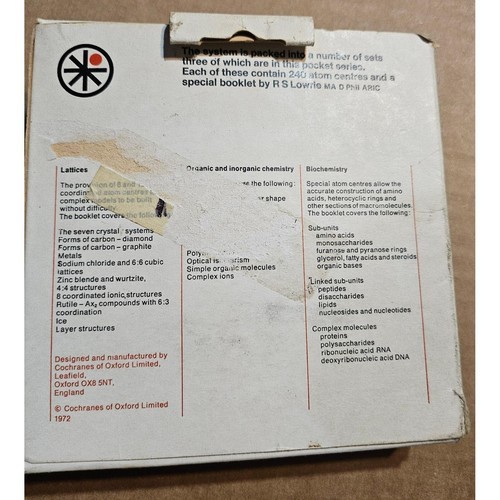 The system is packed into a number of sets
three of which are in this pocket series.
Each of these contain 240 atom centres and a
special booklet by R S Lowrie MA D PHIL ARIC
Lattices
The provision of 8 and
coordinated atom centres
complex models to be built
without difficulty.
The booklet covers the following
The seven crystal systems
Forms of carbon – diamond
Forms of carbon – graphite
Metals
Sodium chloride and 6:6 cubic
lattices
Zinc blende and wurtzite,
4:4 structures
8 coordinated ionic structures
Rutile – Ax₂ compounds with 6:3
coordination
Ice
Layer structures
Designed and manufactured by
Cochranes of Oxford Limited,
Leafield,
Oxford OX8 5NT,
England
© Cochranes of Oxford Limited
1972
Organic and inorganic chemistry
the following:
shape
Optical isomerism
Simple organic molecules
Complex ions
Biochemistry
Special atom centres allow the
accurate construction of amino
acids, heterocyclic rings and
other sections of macromolecules.
The booklet covers the following:
Sub-units
amino acids
monosaccharides
furanose and pyranose rings
glycerol, fatty acids and steroids
organic bases
Linked sub-units
peptides
disaccharides
lipids
nucleosides and nucleotides
Complex molecules
proteins
polysaccharides
ribonucleic acid RNA
deoxyribonucleic acid DNA